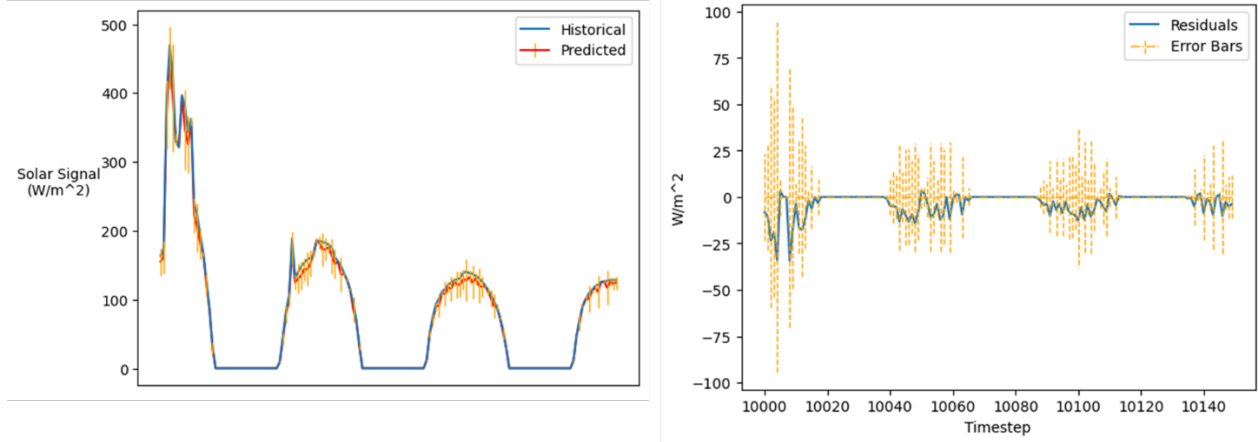 500
400
300
200
100
0
Solar Signal
(W/m^2)
Historical
Predicted
100
75
50
25
0
−25
−50
−75
−100
W/m^2
Residuals
Error Bars
10000 10020 10040 10060 10080 10100 10120 10140
Timestep